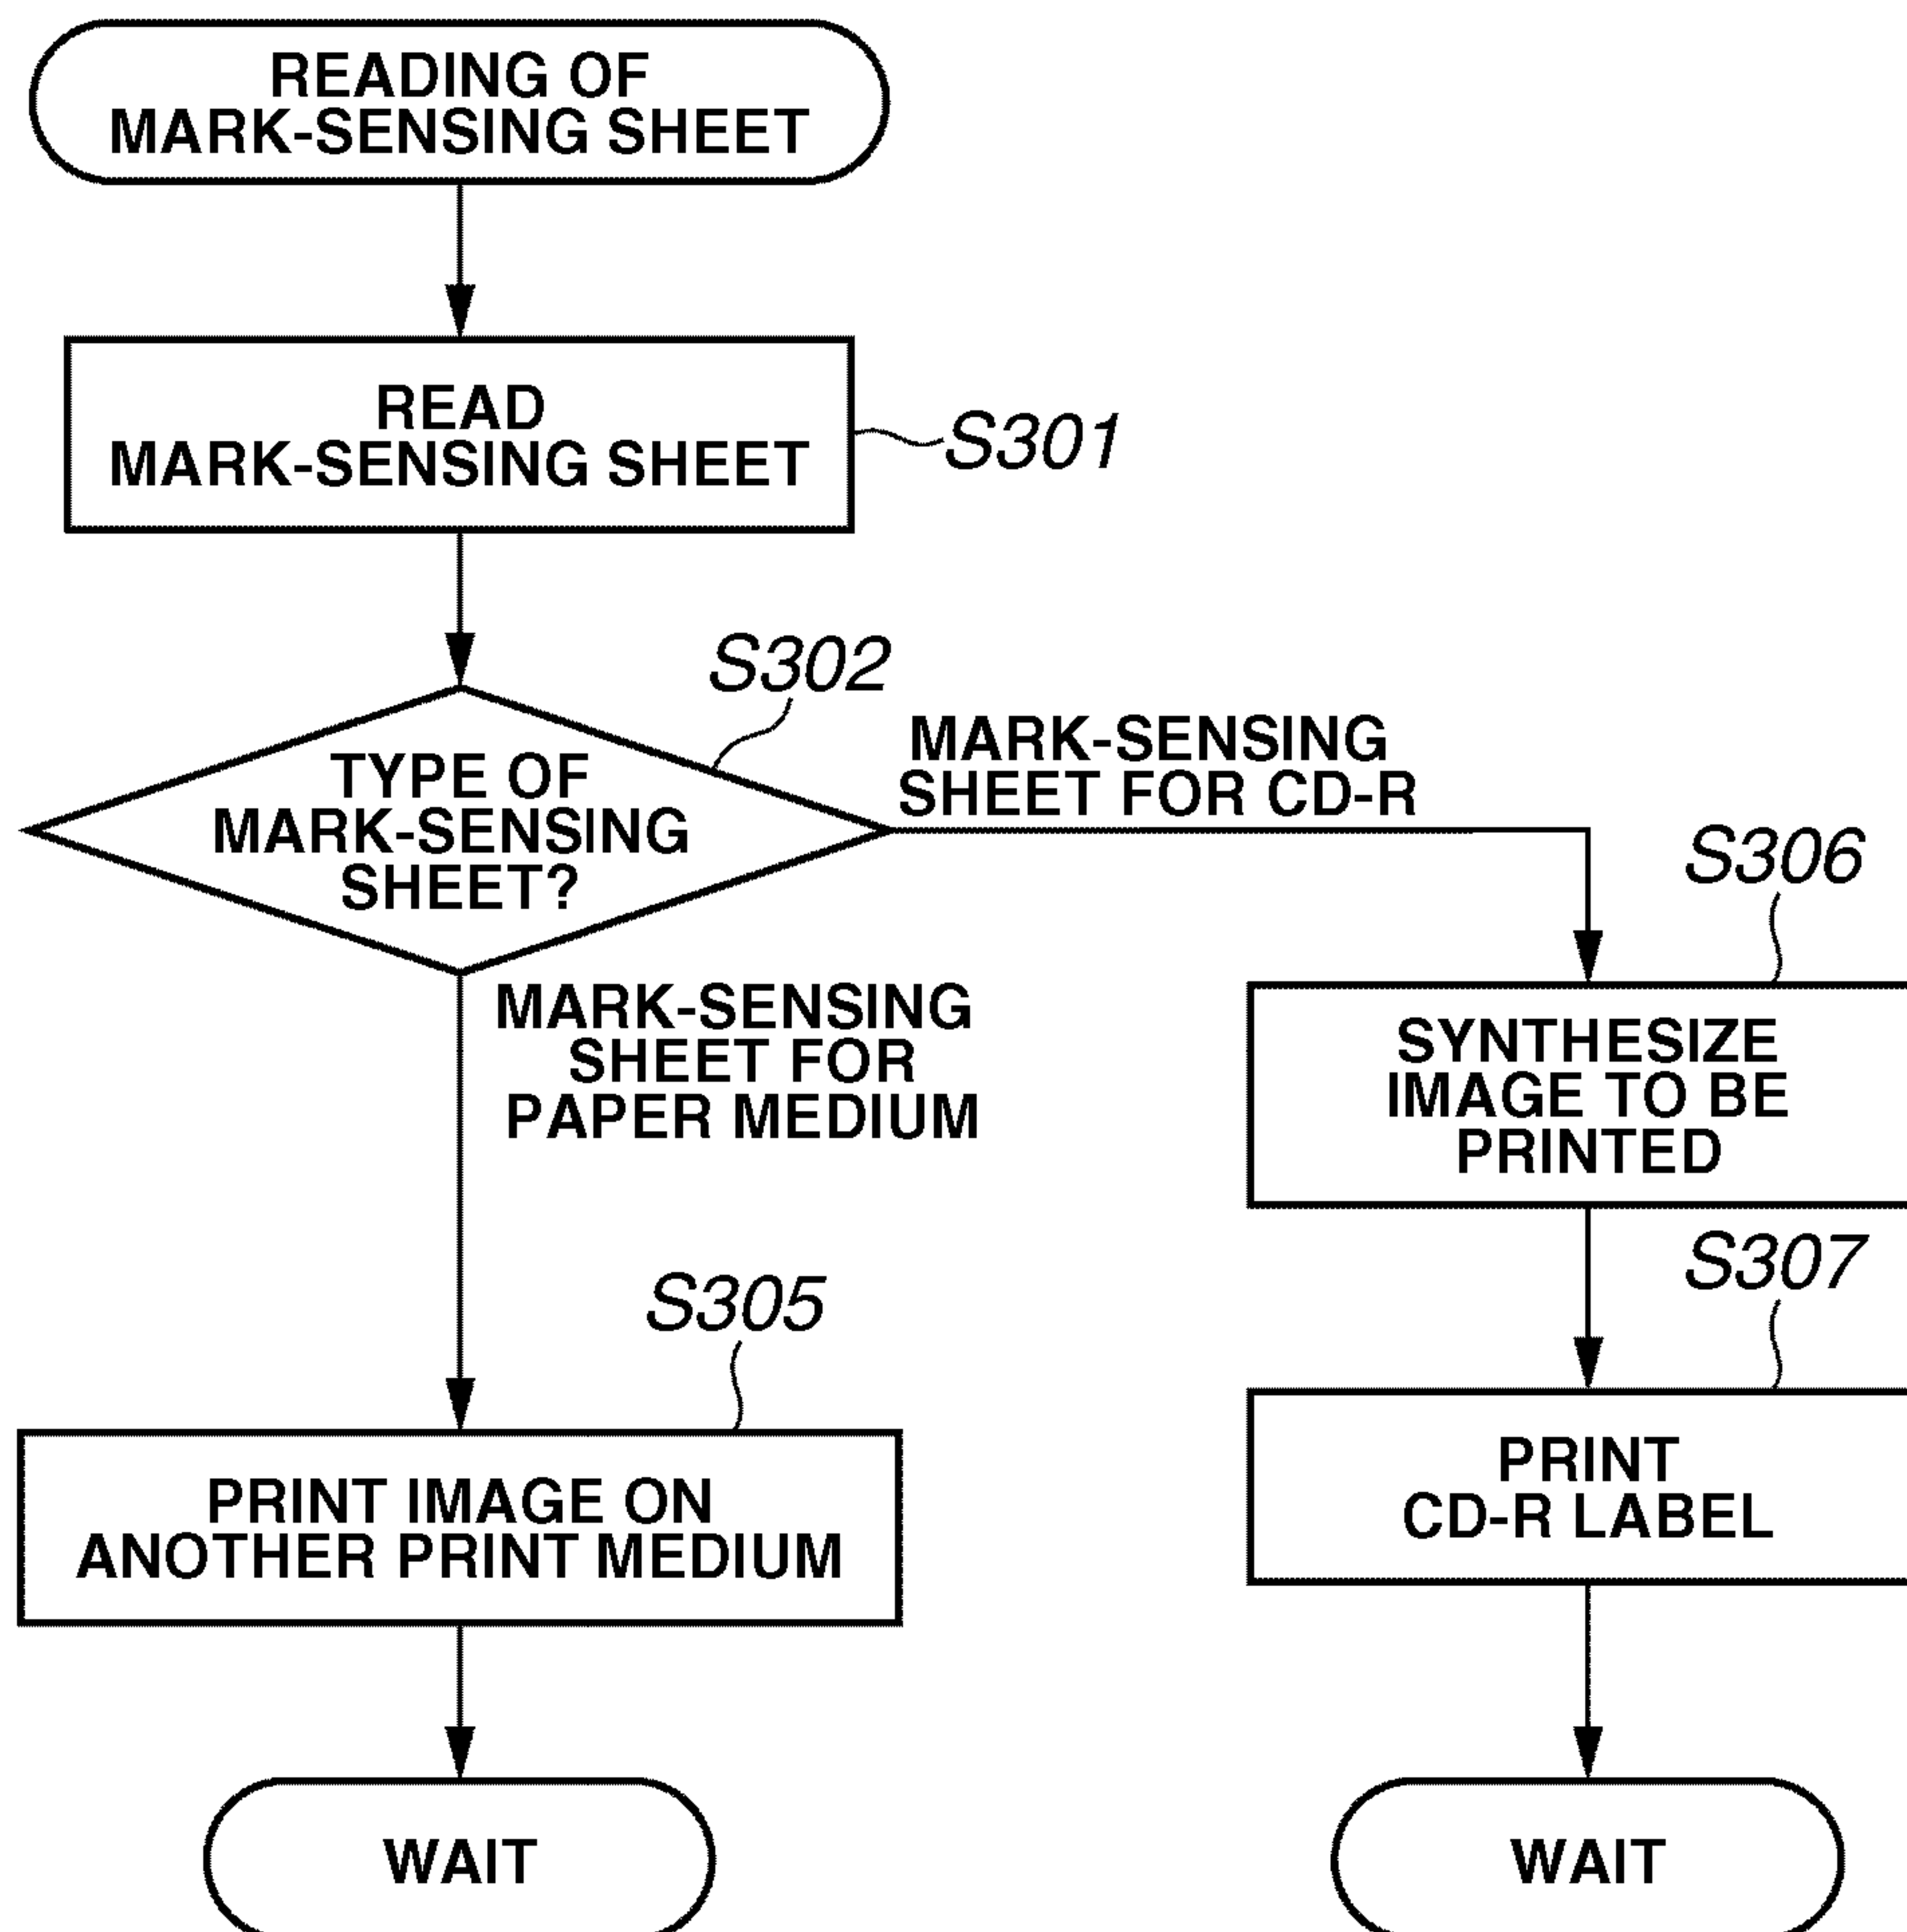 READING OF
MARK-SENSING SHEET
READ
MARK-SENSING SHEET
S301
S302
TYPE OF
MARK-SENSING
SHEET?
MARK-SENSING
SHEET FOR CD-R
MARK-SENSING
SHEET FOR
PAPER MEDIUM
S306
SYNTHESIZE
IMAGE TO BE
PRINTED
S305
PRINT IMAGE ON
ANOTHER PRINT MEDIUM
S307
PRINT
CD-R LABEL
WAIT
WAIT